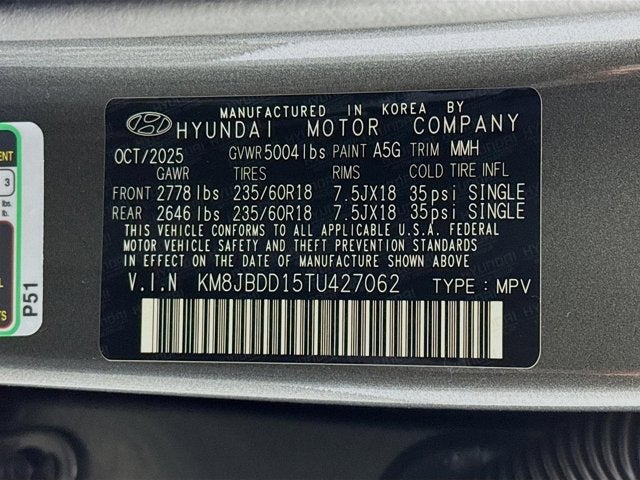 MANUFACTURED IN KOREA BY
HYUNDAI MOTOR COMPANY
OCT/2025 GVWR 5004 lbs PAINT A5G TRIM MMH
GAWR TIRES RIMS COLD TIRE INFL
FRONT 2778 lbs 235/60R18 7.5JX18 35psi SINGLE
REAR 2646 lbs 235/60R18 7.5JX18 35psi SINGLE
THIS VEHICLE CONFORMS TO ALL APPLICABLE U.S.A. FEDERAL
MOTOR VEHICLE SAFETY AND THEFT PREVENTION STANDARDS
IN EFFECT ON THE DATE OF MANUFACTURE SHOWN ABOVE
V.I.N KM8JBDD15TU427062 TYPE : MPV
3
lbs.
lb.
P51